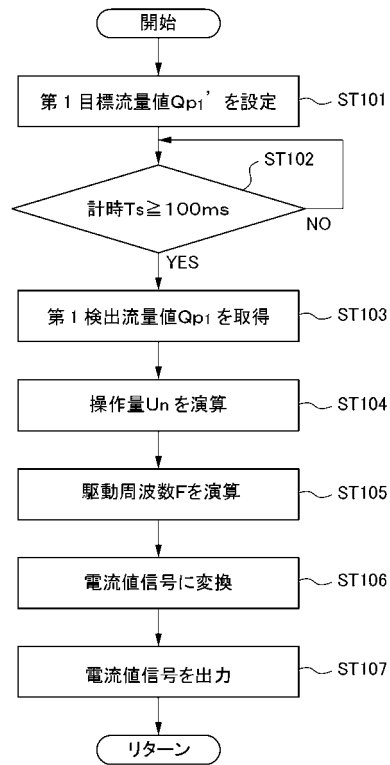 開始
第1目標流量値Qp1'を設定
ST101
ST102
計時Ts≧100ms
NO
YES
第1検出流量値Qp1を取得
ST103
操作量Unを演算
ST104
駆動周波数Fを演算
ST105
電流値信号に変換
ST106
電流値信号を出力
ST107
リターン